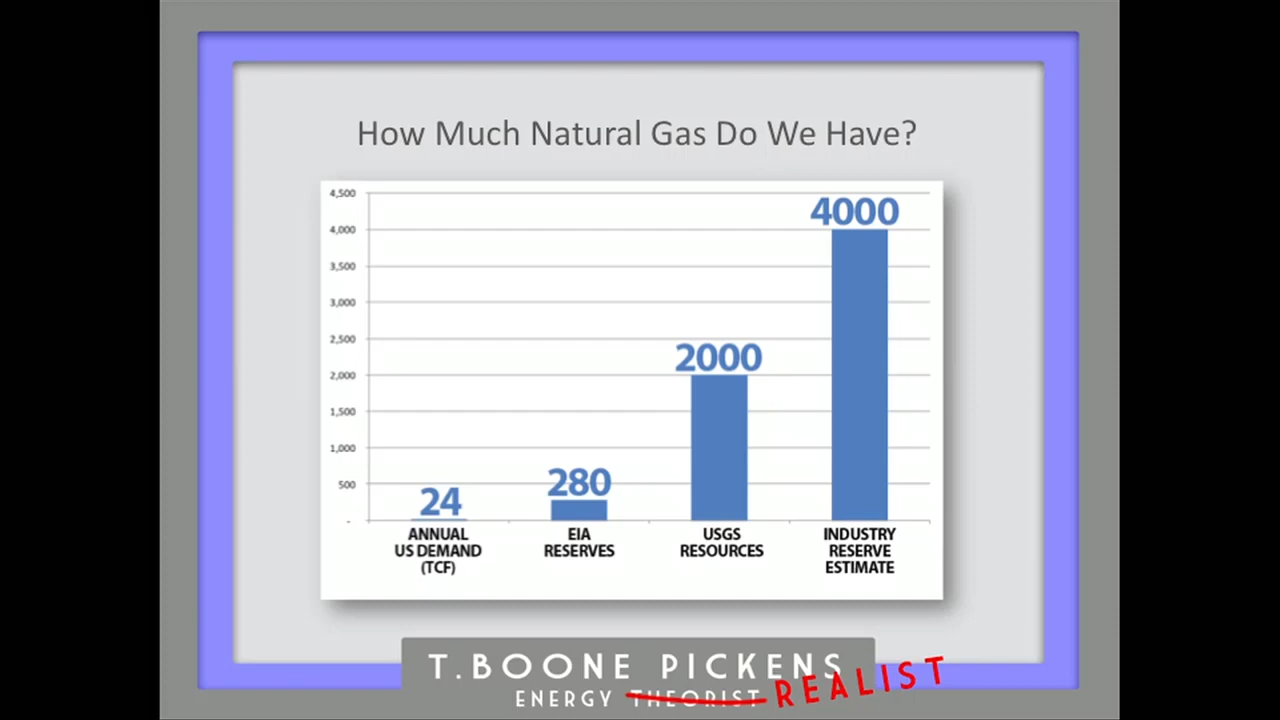 How Much Natural Gas Do We Have?
4,500
4,000
3,500
3,000
2,500
2,000
1,500
1,000
500
-
24
280
2000
4000
ANNUAL
US DEMAND
(TCF)
EIA
RESERVES
USGS
RESOURCES
INDUSTRY
RESERVE
ESTIMATE
T.BOONE PICKENS
ENERGY THEORIST REALIST